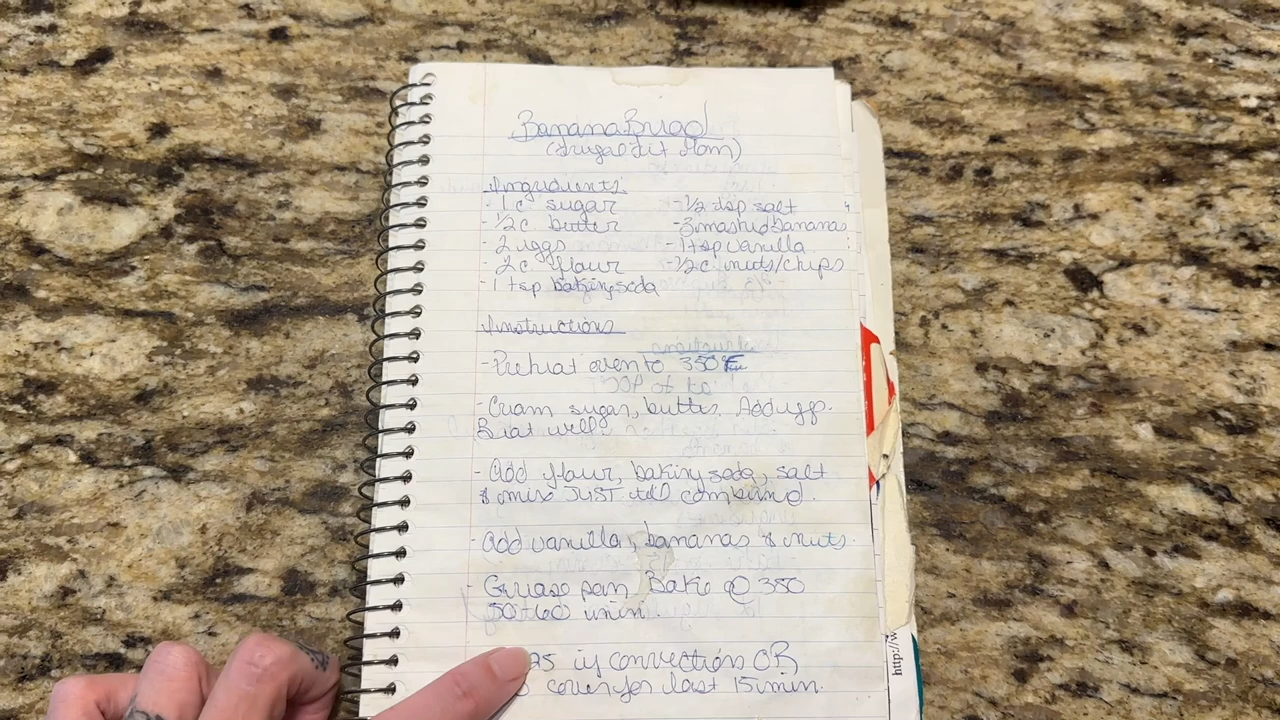 Banana Bread
(Frugal Fit Mom)
Ingredients:
- 1 c sugar
- 1/2 tsp salt
- 1/2 c. butter
- 3 mashed bananas
- 2 eggs
- 1 tsp vanilla
- 2 c. flour
- 1/2 c. nuts/chips
- 1 tsp baking soda
Instructions
- Preheat oven to 350°F
- Cream sugar, butter. Add eggs.
Beat well.
- Add flour, baking soda, salt
& mix JUST till combined.
- Add vanilla, bananas & nuts.
- Grease pan. Bake @ 350
50-60 min.
25 if convection OR
cover for last 15 min.
http://w